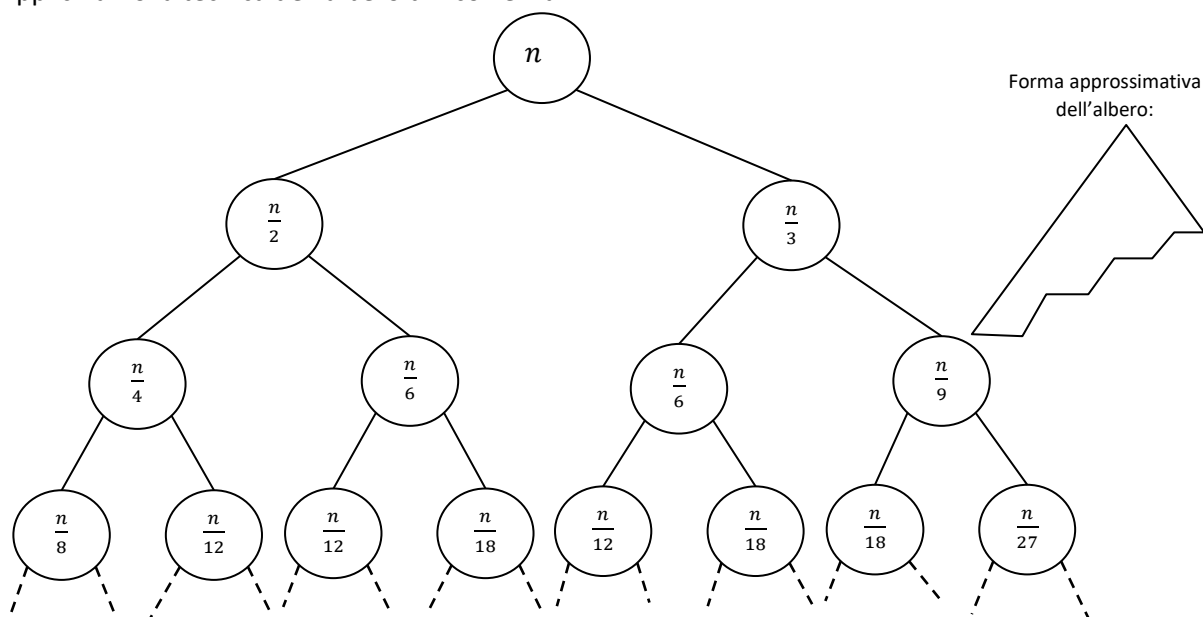 n
Forma approssimativa
dell'albero:
n/2 n/3
n/4 n/6 n/6 n/9
n/8 n/12 n/12 n/18 n/12 n/18 n/18 n/27